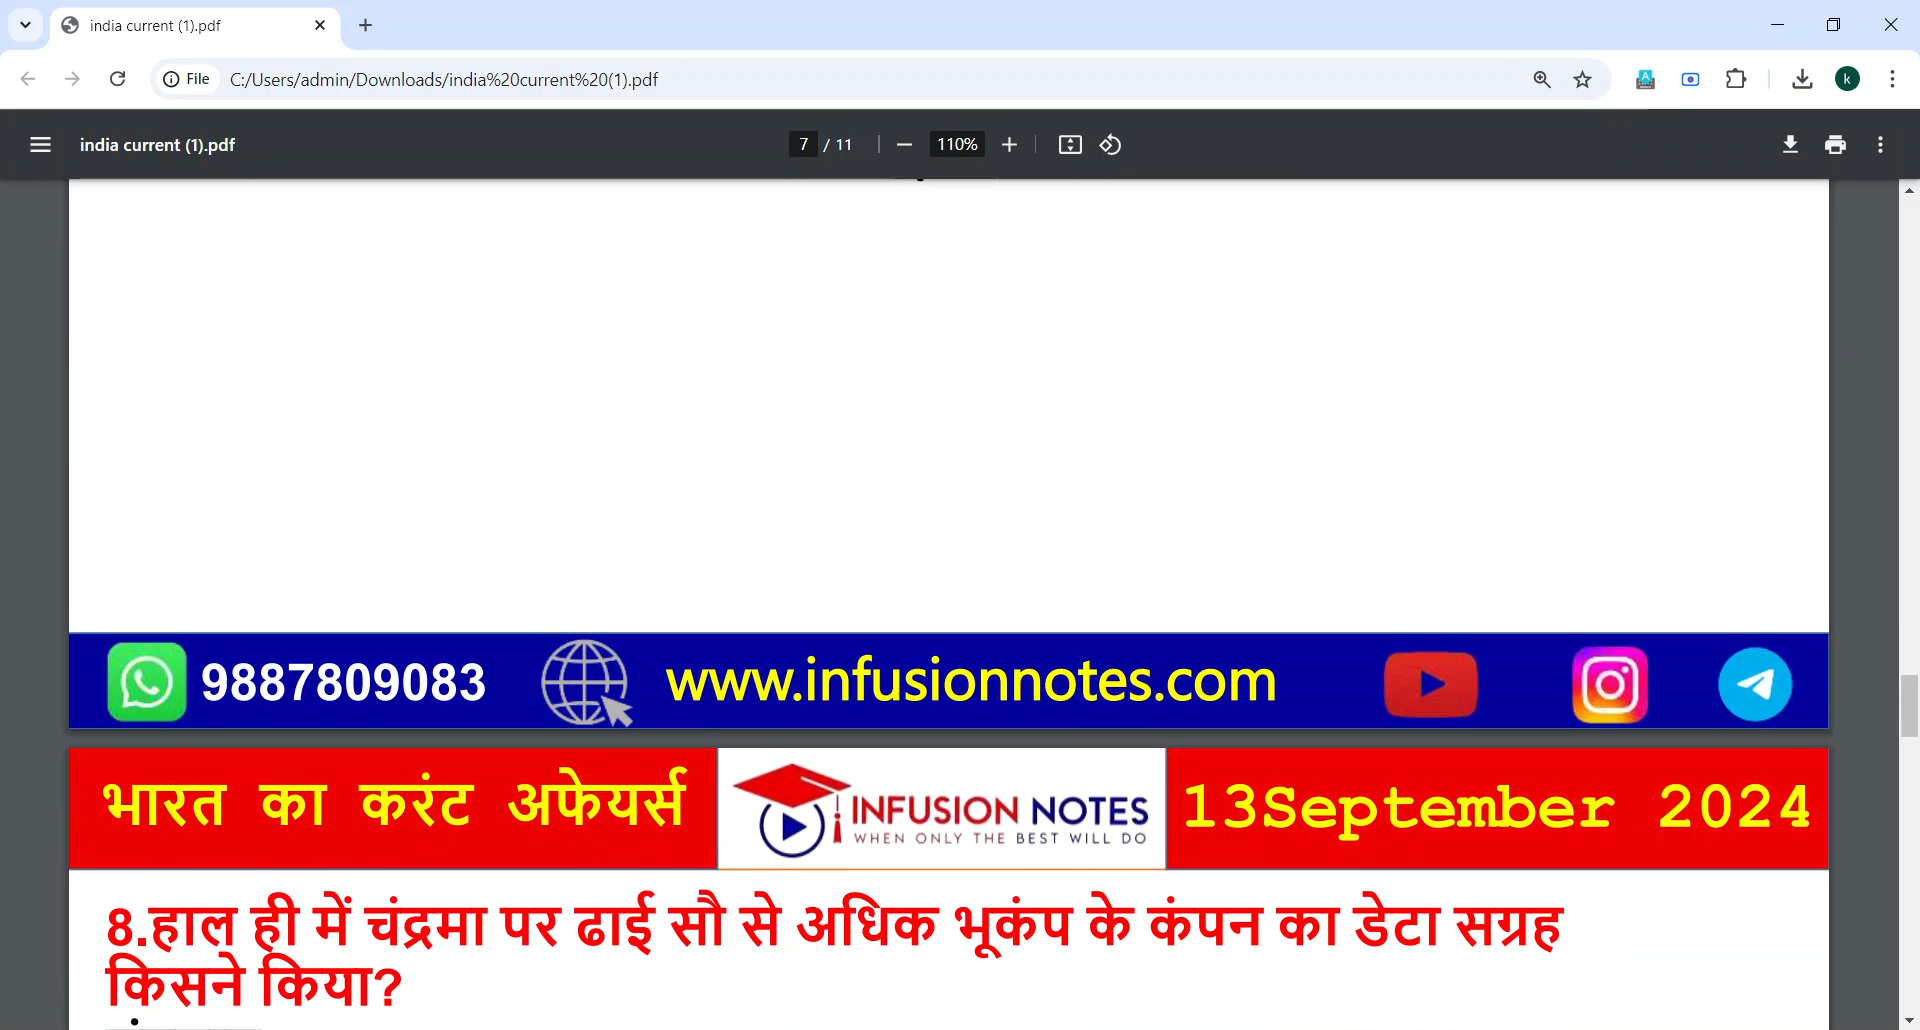 india current (1).pdf
File C:/Users/admin/Downloads/india%20current%20(1).pdf
k
india current (1).pdf
7 / 11
110%
9887809083
www.infusionnotes.com
भारत का करंट अफेयर्स
INFUSION NOTES
WHEN ONLY THE BEST WILL DO
13September 2024
8.हाल ही में चंद्रमा पर ढाई सौ से अधिक भूकंप के कंपन का डेटा सग्रह
किसने किया?